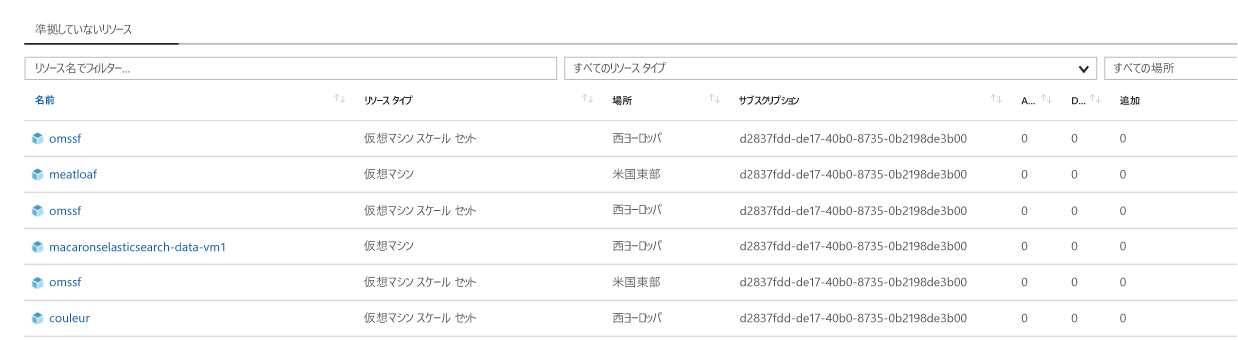 準拠していないリソース
リソース名でフィルター... すべてのリソース タイプ すべての場所
名前 リソース タイプ 場所 サブスクリプション A... D... 追加
omssf 仮想マシン スケール セット 西ヨーロッパ d2837fdd-de17-40b0-8735-0b2198de3b00 0 0 0
meatloaf 仮想マシン 米国東部 d2837fdd-de17-40b0-8735-0b2198de3b00 0 0 0
omssf 仮想マシン スケール セット 西ヨーロッパ d2837fdd-de17-40b0-8735-0b2198de3b00 0 0 0
macaronselasticsearch-data-vm1 仮想マシン 西ヨーロッパ d2837fdd-de17-40b0-8735-0b2198de3b00 0 0 0
omssf 仮想マシン スケール セット 米国東部 d2837fdd-de17-40b0-8735-0b2198de3b00 0 0 0
couleur 仮想マシン スケール セット 西ヨーロッパ d2837fdd-de17-40b0-8735-0b2198de3b00 0 0 0